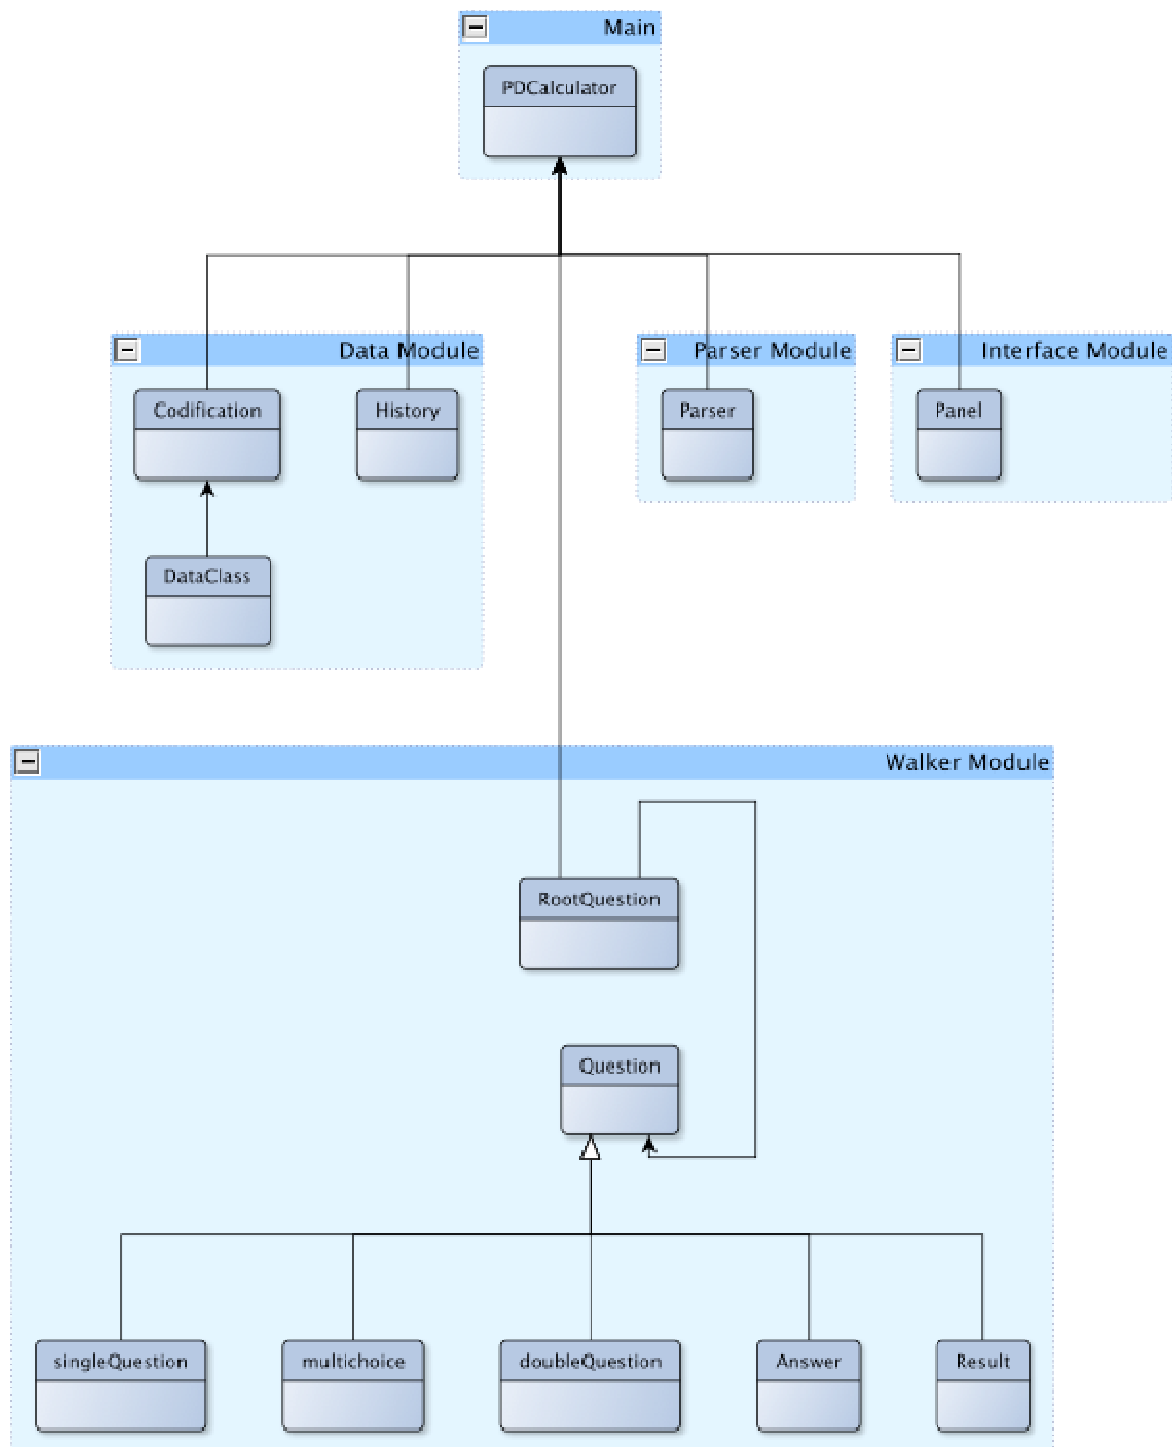 Main
PDCalculator
Data Module
Parser Module
Interface Module
Codification
History
Parser
Panel
DataClass
Walker Module
RootQuestion
Question
singleQuestion
multichoice
doubleQuestion
Answer
Result